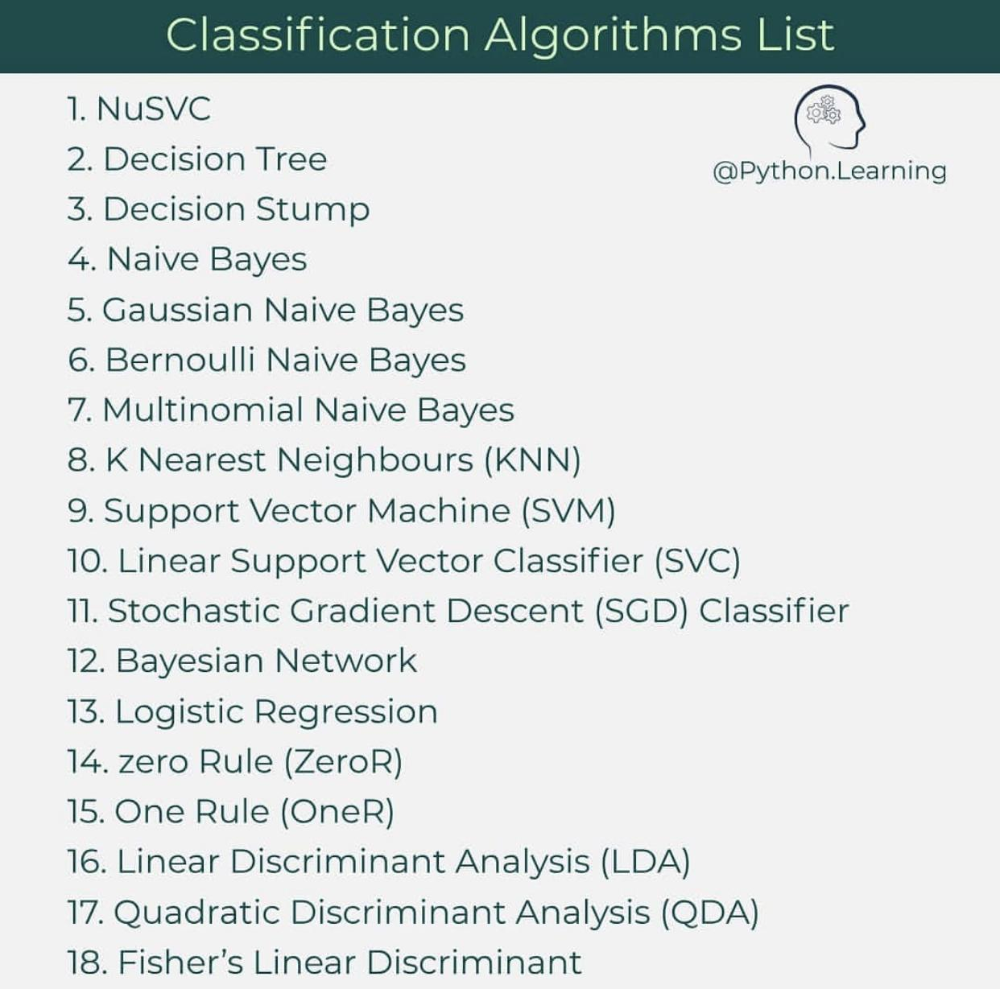 Classification Algorithms List
@Python.Learning
1. NuSVC
2. Decision Tree
3. Decision Stump
4. Naive Bayes
5. Gaussian Naive Bayes
6. Bernoulli Naive Bayes
7. Multinomial Naive Bayes
8. K Nearest Neighbours (KNN)
9. Support Vector Machine (SVM)
10. Linear Support Vector Classifier (SVC)
11. Stochastic Gradient Descent (SGD) Classifier
12. Bayesian Network
13. Logistic Regression
14. zero Rule (ZeroR)
15. One Rule (OneR)
16. Linear Discriminant Analysis (LDA)
17. Quadratic Discriminant Analysis (QDA)
18. Fisher’s Linear Discriminant